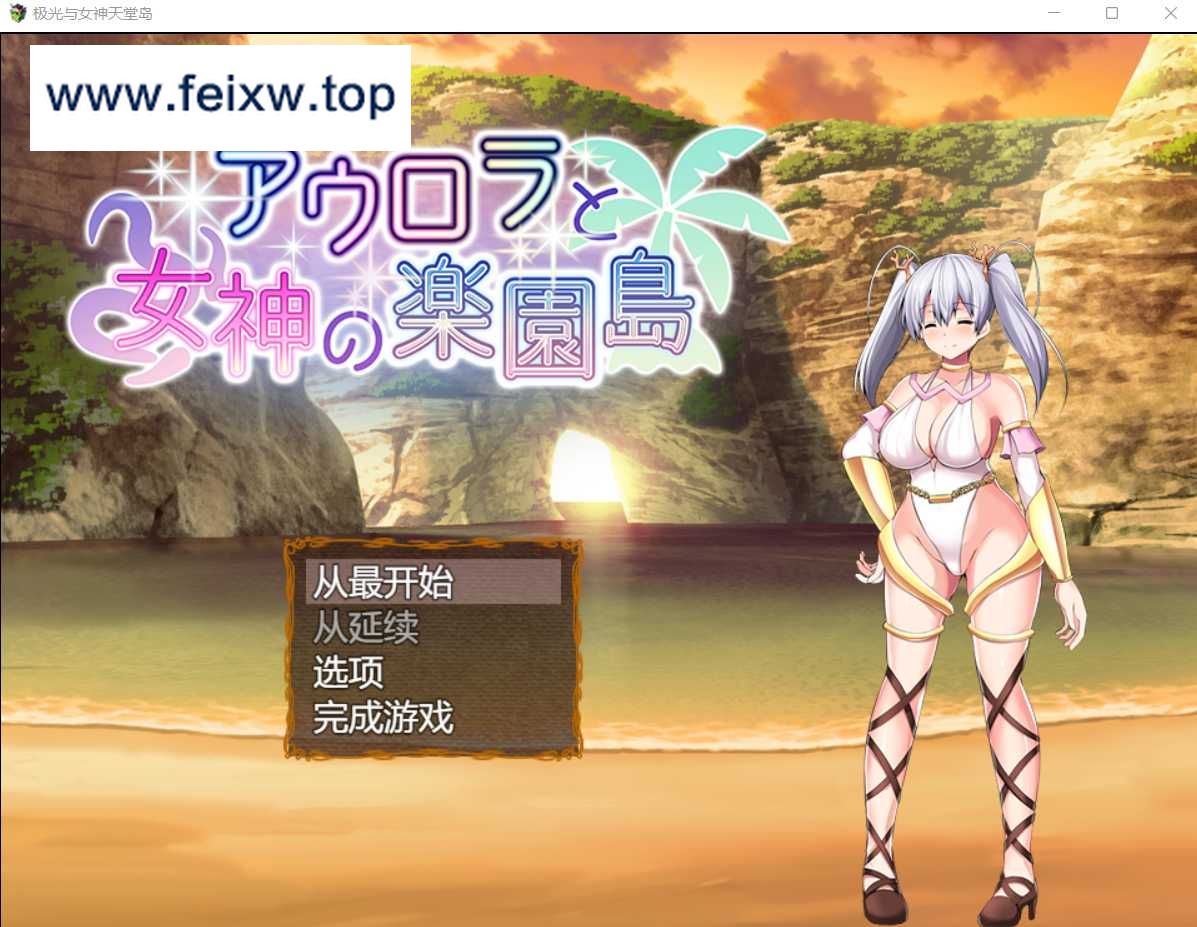 极光与女神天堂岛
www.feixw.top
アウロラと
女神の楽園島
从最开始
从延续
选项
完成游戏